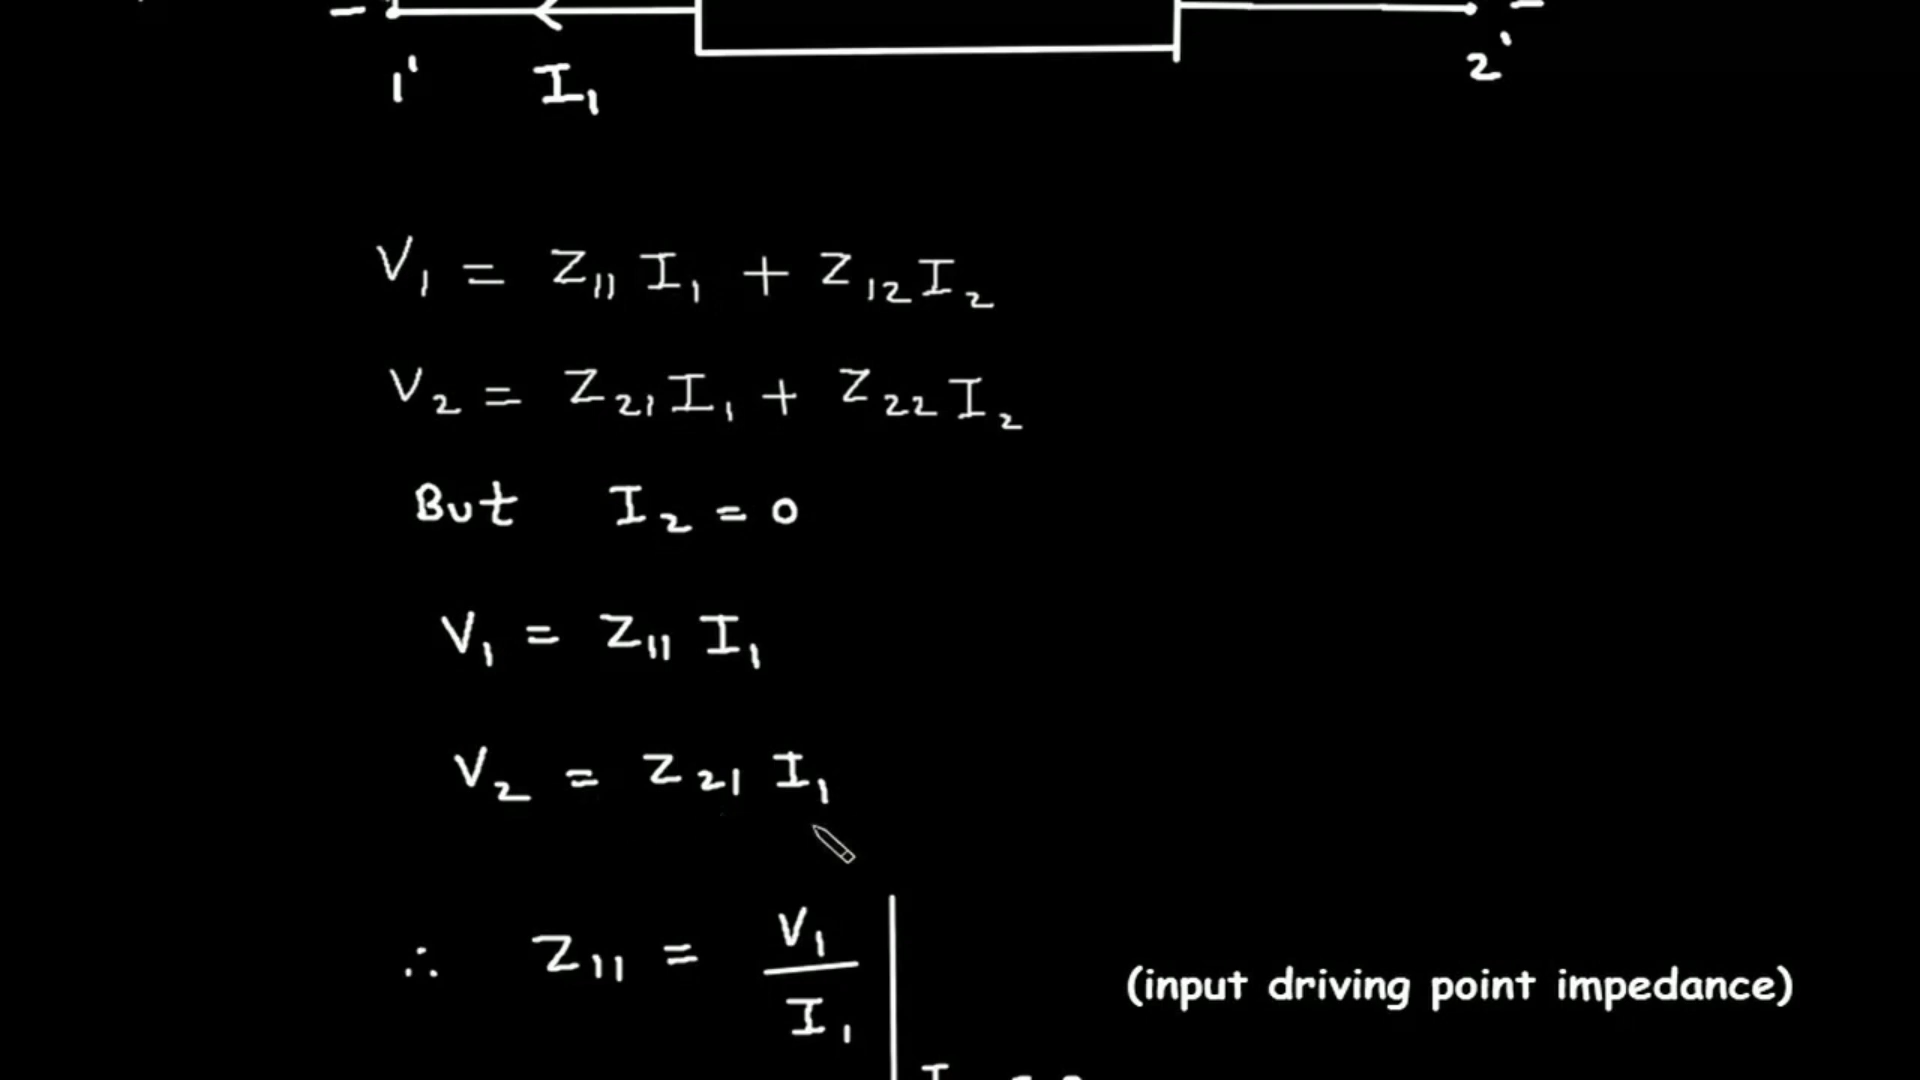 1' I₁ 2'
V₁ = Z₁₁ I₁ + Z₁₂ I₂
V₂ = Z₂₁ I₁ + Z₂₂ I₂
But I₂ = 0
V₁ = Z₁₁ I₁
V₂ = Z₂₁ I₁
∴ Z₁₁ = V₁ / I₁ | (input driving point impedance)